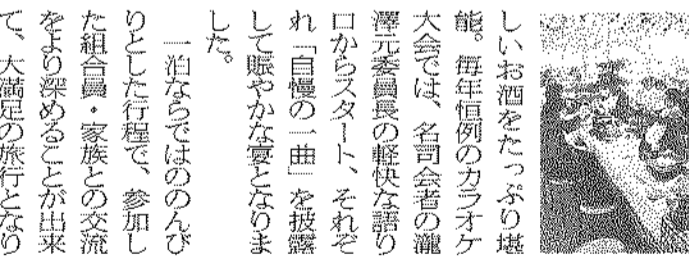 しいお酒をたっぷり堪
能。毎年恒例のカラオケ
大会では、名司会者の瀧
澤元委員長の軽快な語り
口からスタート、それぞ
れ「自慢の一曲」を披露
して賑やかな宴となりま
した。
一泊ならではののんび
りとした行程で、参加し
た組合員・家族との交流
をより深めることが出来
て、大満足の旅行となり